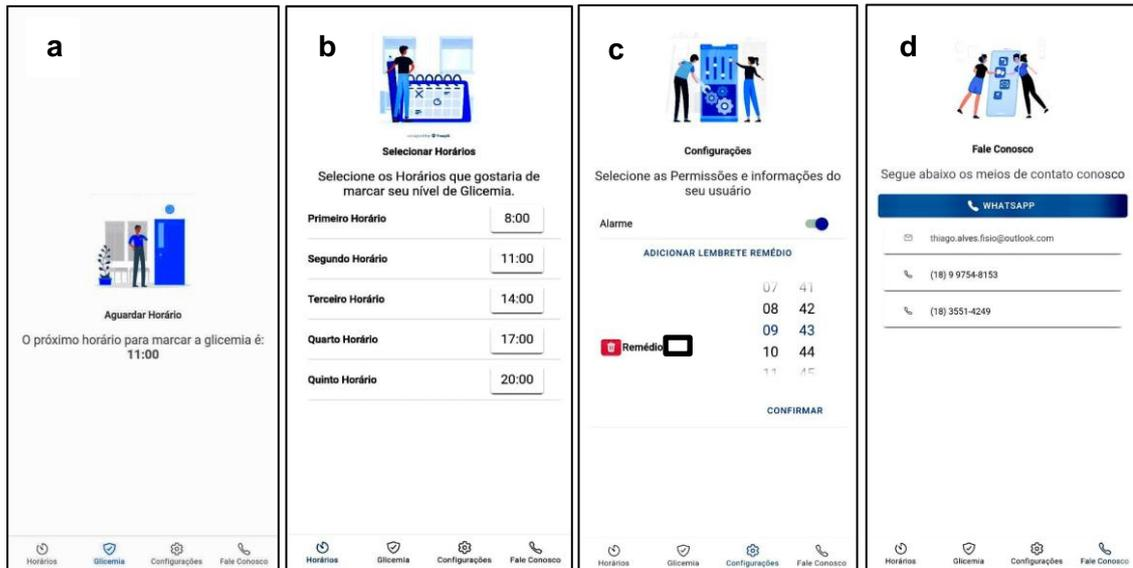 a
Aguardar Horário
O próximo horário para marcar a glicemia é:
11:00
Horários
Glicemia
Configurações
Fale Conosco
b
Selecionar Horários
Selecione os Horários que gostaria de
marcar seu nível de Glicemia.
Primeiro Horário
8:00
Segundo Horário
11:00
Terceiro Horário
14:00
Quarto Horário
17:00
Quinto Horário
20:00
Horários
Glicemia
Configurações
Fale Conosco
c
Configurações
Selecione as Permissões e informações do
seu usuário
Alarme
ADICIONAR LEMBRETE REMÉDIO
07 41
08 42
09 43
Remédio
10 44
11 45
CONFIRMAR
Horários
Glicemia
Configurações
Fale Conosco
d
Fale Conosco
Segue abaixo os meios de contato conosco
WHATSAPP
thiago.alves.fisio@outlook.com
(18) 9 9754-8153
(18) 3551-4249
Horários
Glicemia
Configurações
Fale Conosco